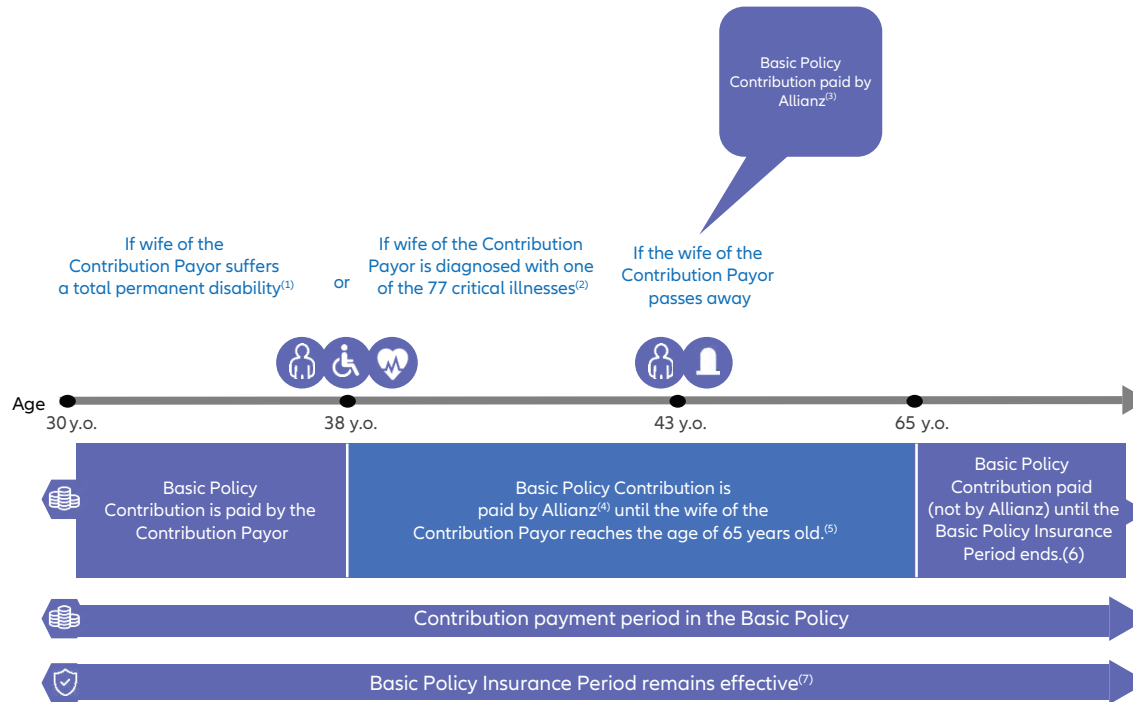 Basic Policy
Contribution paid by
Allianz(3)
If wife of the
Contribution Payor suffers
a total permanent disability(1)
or
If wife of the Contribution
Payor is diagnosed with one
of the 77 critical illnesses(2)
If the wife of the
Contribution Payor
passes away
Age
30 y.o.
38 y.o.
43 y.o.
65 y.o.
Basic Policy
Contribution is paid by the
Contribution Payor
Basic Policy Contribution is
paid by Allianz(4) until the wife of the
Contribution Payor reaches the age of 65 years old.(5)
Basic Policy
Contribution paid
(not by Allianz) until the
Basic Policy Insurance
Period ends.(6)
Contribution payment period in the Basic Policy
Basic Policy Insurance Period remains effective(7)